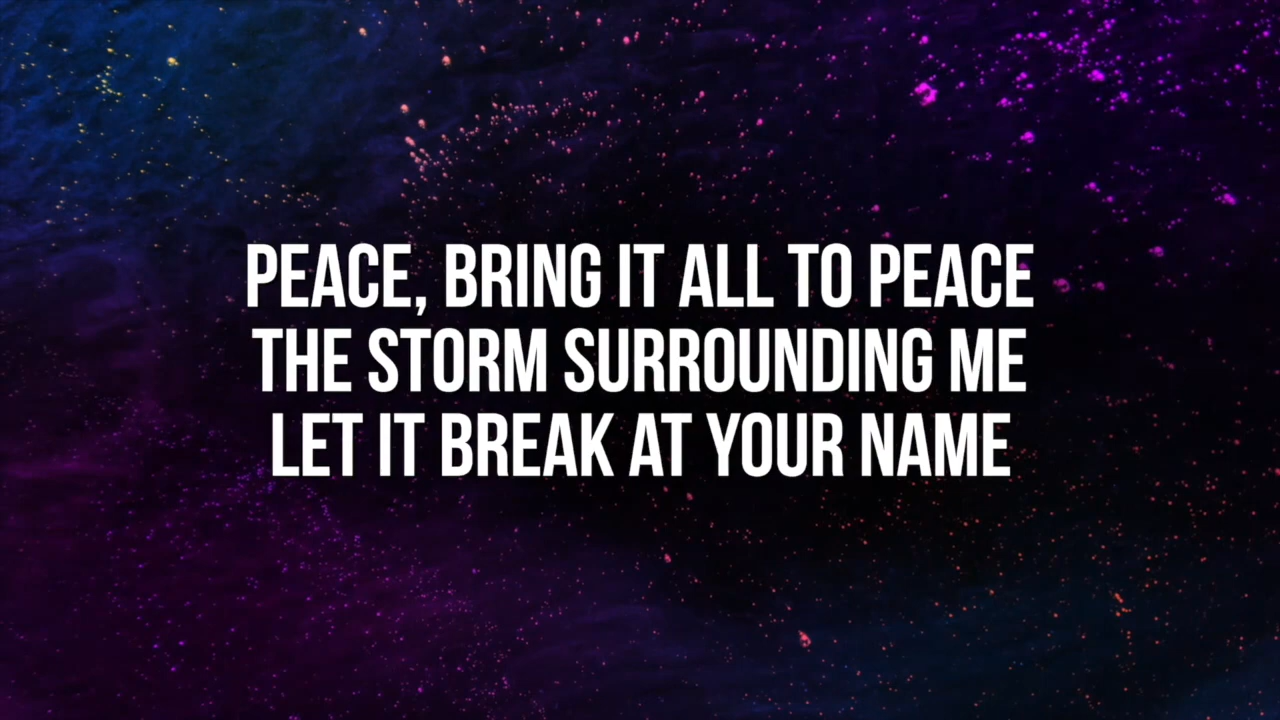 PEACE, BRING IT ALL TO PEACE
THE STORM SURROUNDING ME
LET IT BREAK AT YOUR NAME